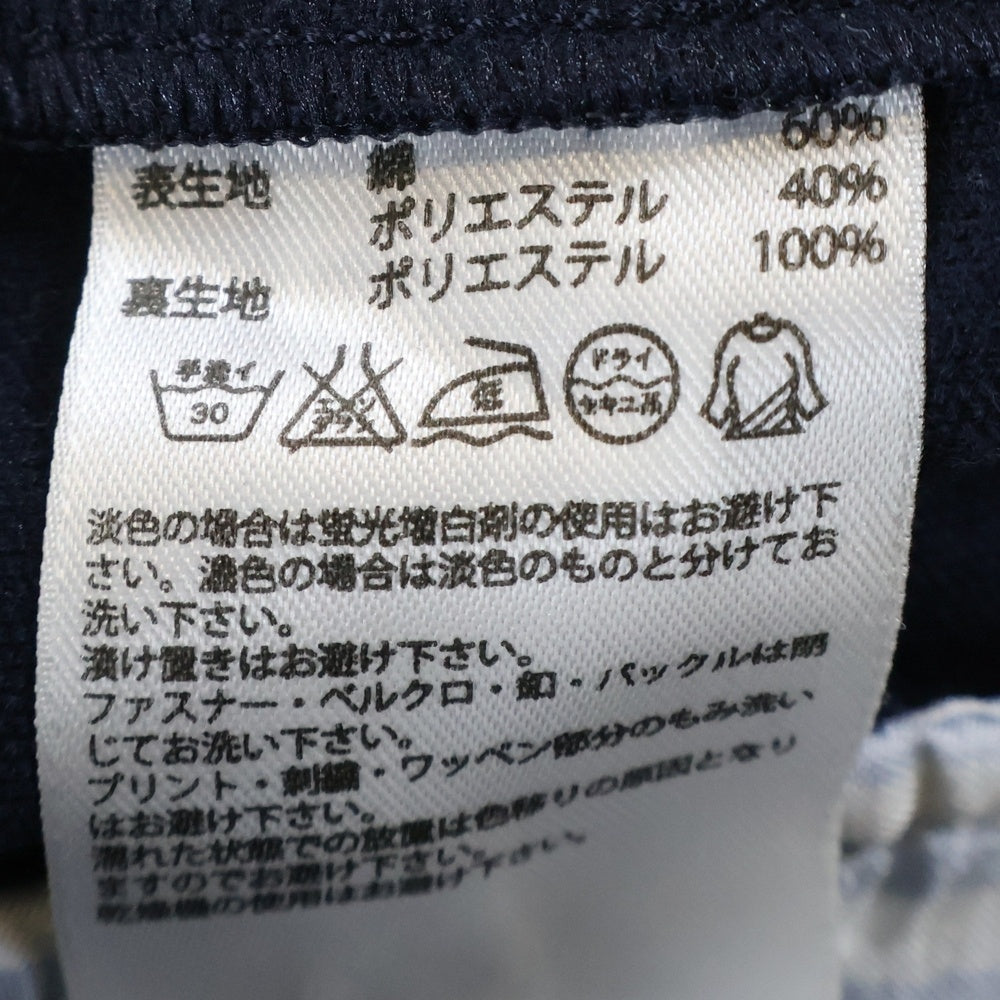 表生地 綿 60%
ポリエステル 40%
裏生地 ポリエステル 100%
手洗イ 30
エンソサラシ
低
ドライ
セキユ系
淡色の場合は蛍光増白剤の使用はお避け下
さい。濃色の場合は淡色のものと分けてお
洗い下さい。
漬け置きはお避け下さい。
ファスナー・ベルクロ・釦・バックルは閉
じてお洗い下さい。
プリント・刺繍・ワッペン部分のもみ洗い
はお避け下さい。
濡れた状態での放置は色移りの原因となり
ますのでお避け下さい。
乾燥機の使用はお避け下さい。